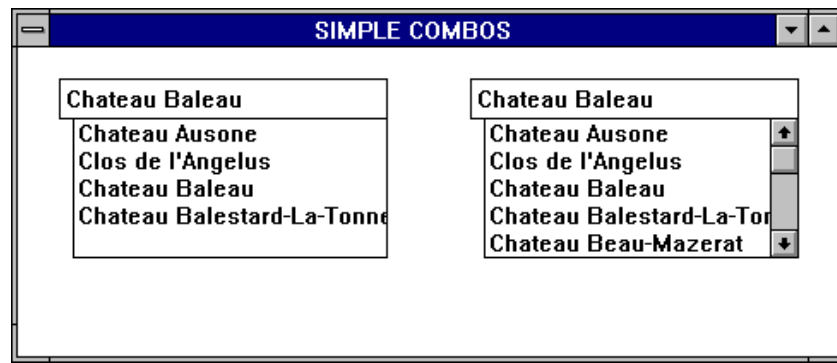 SIMPLE COMBOS
Chateau Baleau
Chateau Ausone
Clos de l'Angelus
Chateau Baleau
Chateau Balestard-La-Tonne
Chateau Baleau
Chateau Ausone
Clos de l'Angelus
Chateau Baleau
Chateau Balestard-La-Ton
Chateau Beau-Mazerat